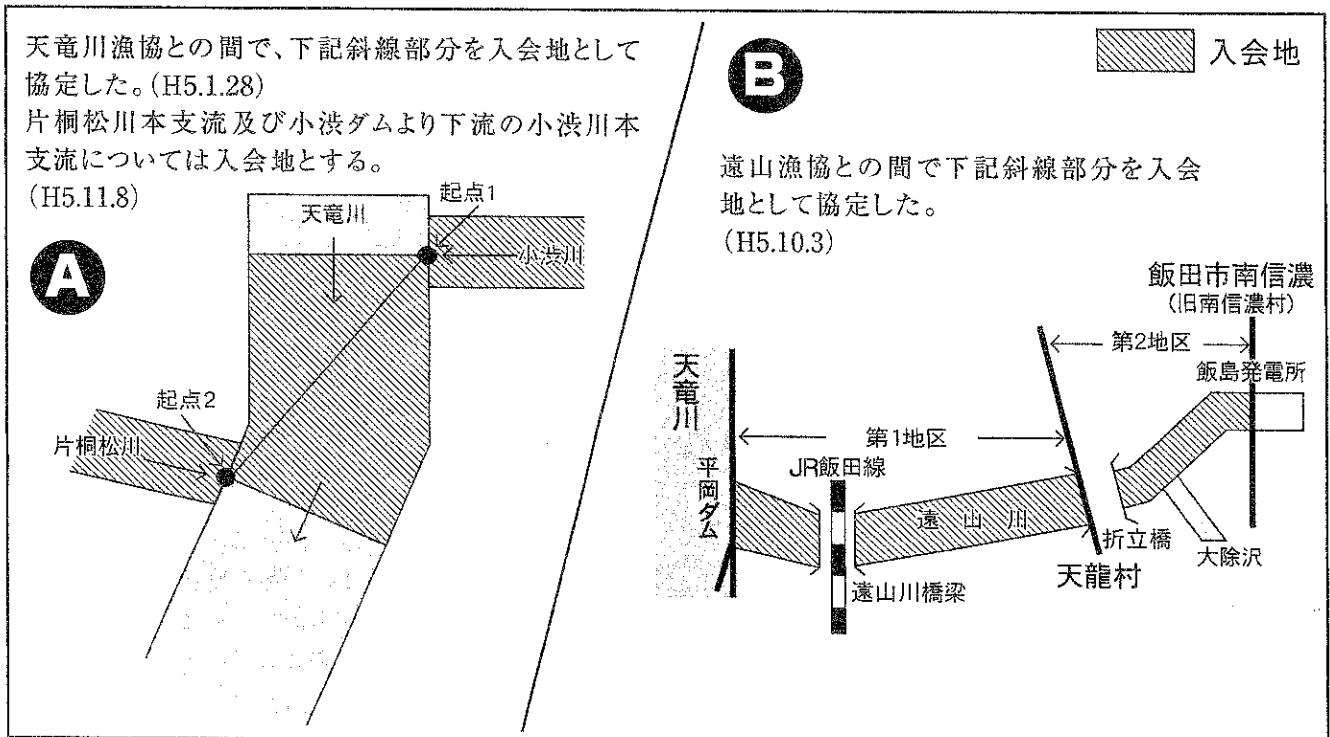 天竜川漁協との間で、下記斜線部分を入会地として
協定した。(H5.1.28)
片桐松川本支流及び小渋ダムより下流の小渋川本
支流については入会地とする。
(H5.11.8)
A
天竜川
起点1
小渋川
起点2
片桐松川
B
入会地
遠山漁協との間で下記斜線部分を入会
地として協定した。
(H5.10.3)
飯田市南信濃
(旧南信濃村)
第2地区
飯島発電所
天竜川
平岡ダム
第1地区
JR飯田線
遠山川
折立橋
大除沢
天龍村
遠山川橋梁